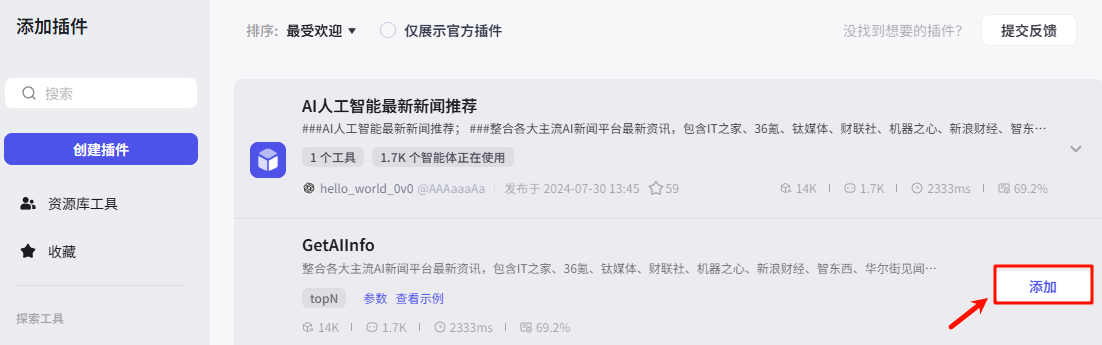 添加插件
排序: 最受欢迎 仅展示官方插件 没找到想要的插件? 提交反馈
搜索
创建插件
资源库工具
收藏
探索工具
AI人工智能最新新闻推荐
###AI人工智能最新新闻推荐; ###整合各大主流AI新闻平台最新资讯，包含IT之家、36氪、钛媒体、财联社、机器之心、新浪财经、智东…
1 个工具 1.7K 个智能体正在使用
hello_world_0v0 @AAAaaaAa 发布于 2024-07-30 13:45 59 14K 1.7K 2333ms 69.2%
GetAIInfo
整合各大主流AI新闻平台最新资讯，包含IT之家、36氪、钛媒体、财联社、机器之心、新浪财经、智东西、华尔街见闻…
topN 参数 查看示例
添加
14K 1.7K 2333ms 69.2%